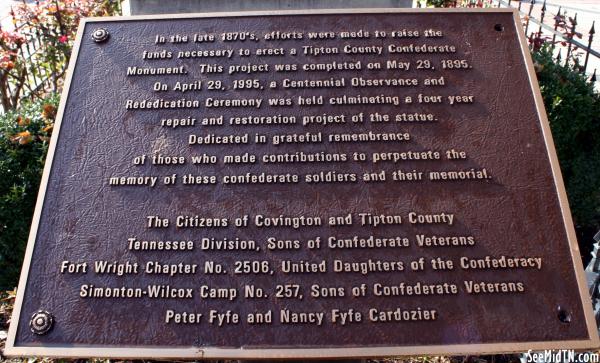 In the late 1870's, efforts were made to raise the
funds necessary to erect a Tipton County Confederate
Monument. This project was completed on May 29, 1895.
On April 29, 1995, a Centennial Observance and
Rededication Ceremony was held culminating a four year
repair and restoration project of the statue.
Dedicated in grateful remembrance
of those who made contributions to perpetuate the
memory of these confederate soldiers and their memorial.
The Citizens of Covington and Tipton County
Tennessee Division, Sons of Confederate Veterans
Fort Wright Chapter No. 2506, United Daughters of the Confederacy
Simonton-Wilcox Camp No. 257, Sons of Confederate Veterans
Peter Fyfe and Nancy Fyfe Cardozier
SeeMidTN.com